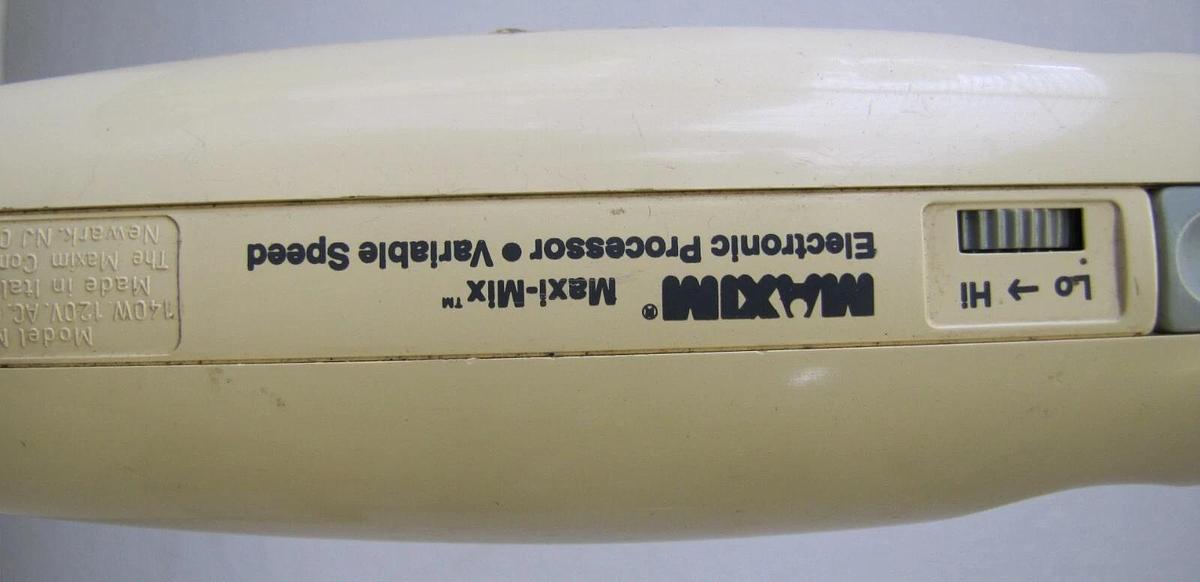 Lo → Hi
MAXIM® Maxi-Mix™
Electronic Processor • Variable Speed
Model
140W 120V. AC
Made in
The Maxim
Newark, NJ